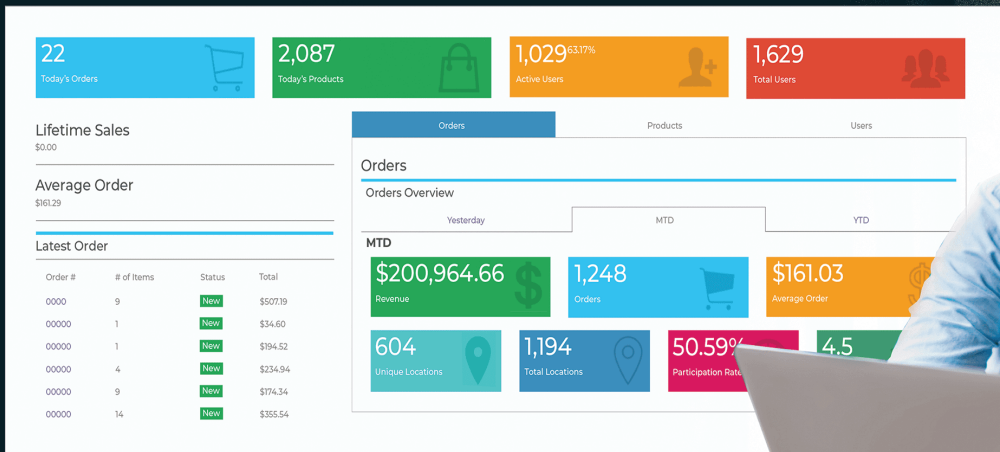 22
Today's Orders
2,087
Today's Products
1,029 63.17%
Active Users
1,629
Total Users
Lifetime Sales
$0.00
Average Order
$161.29
Latest Order
Order # # of Items Status Total
0000 9 New $507.19
00000 1 New $34.60
00000 1 New $194.52
00000 4 New $234.94
00000 9 New $174.34
00000 14 New $355.54
Orders Products Users
Orders
Orders Overview
Yesterday MTD YTD
MTD
$200,964.66
Revenue
1,248
Orders
$161.03
Average Order
604
Unique Locations
1,194
Total Locations
50.59%
Participation Rate
4.5